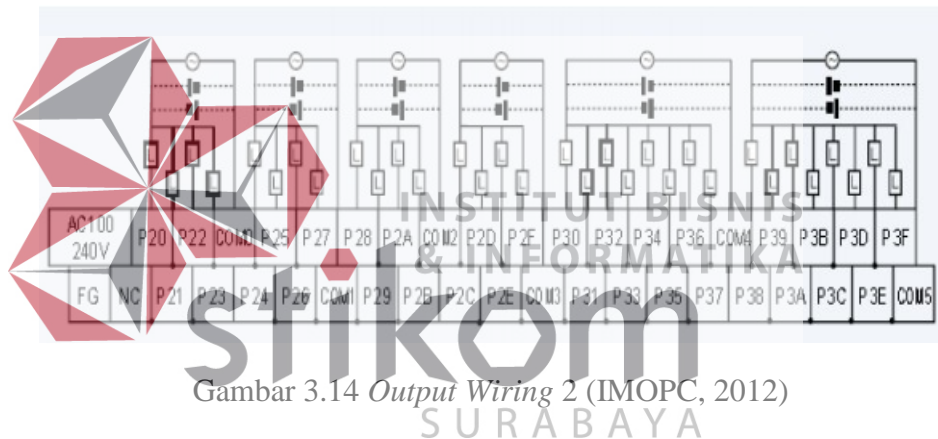 AC100 240V P20 P22 COM0 P25 P27 P28 P2A COM2 P2D P2F P30 P32 P34 P36 COM4 P39 P3B P3D P3F
FG NC P21 P23 P24 P26 COM1 P29 P2B P2C P2E COM3 P31 P33 P35 P37 P38 P3A P3C P3E COM5
INSTITUT BISNIS
& INFORMATIKA
stikom
SURABAYA
Gambar 3.14 Output Wiring 2 (IMOPC, 2012)